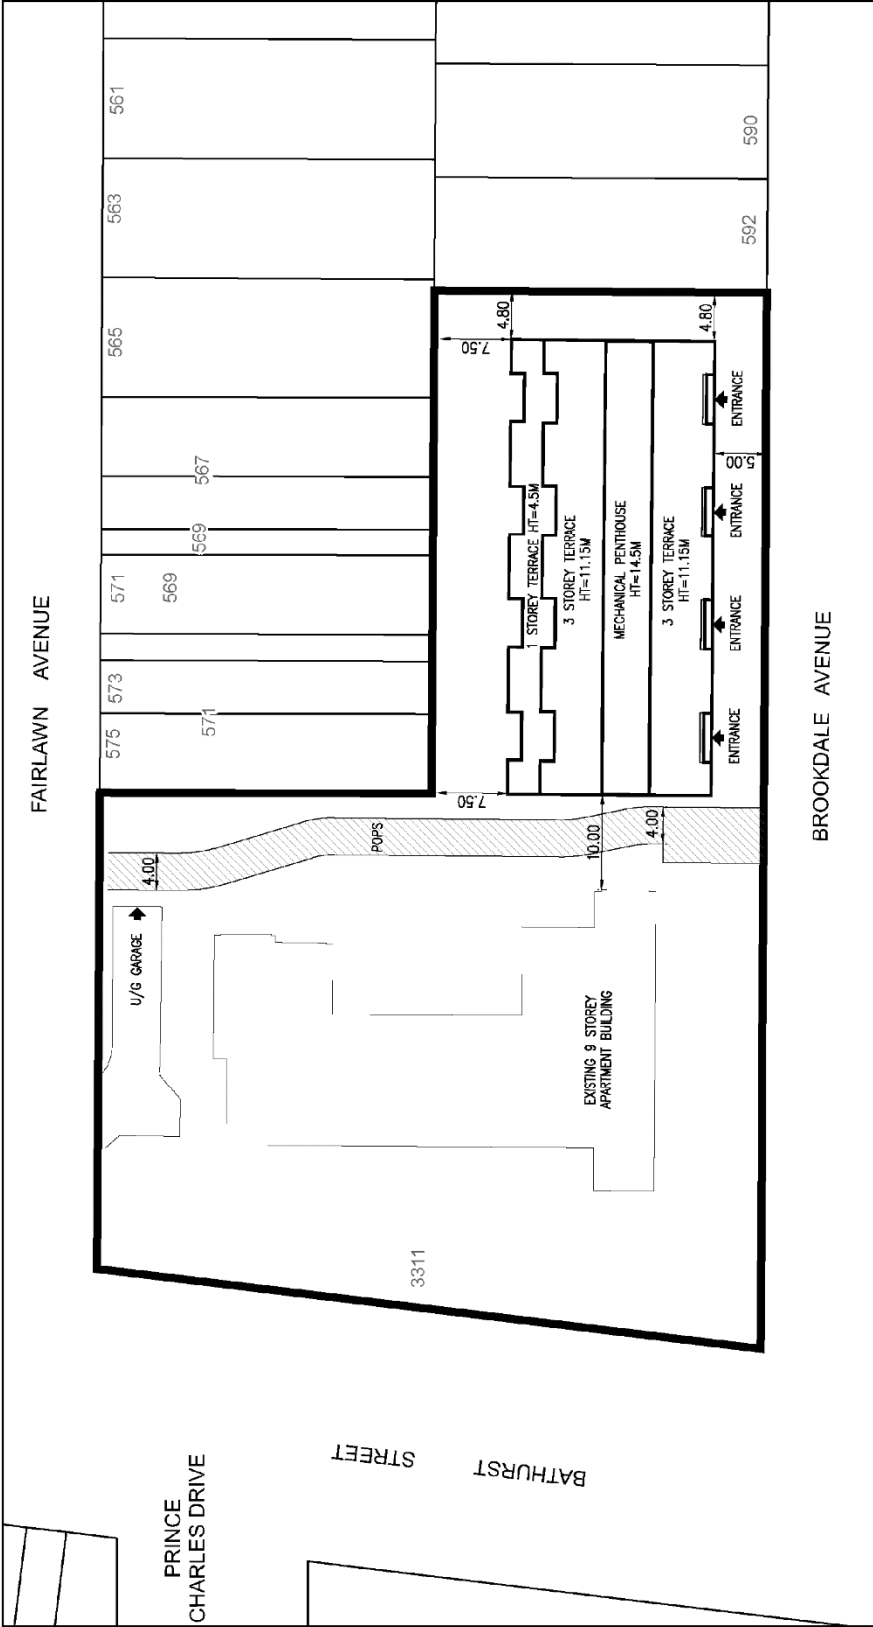 FAIRLAWN AVENUE
561
563
565
567
569
571
569
573
571
575
590
592
4.80
4.80
7.50
7.50
5.00
1 STOREY TERRACE HT=4.5M
3 STOREY TERRACE
HT=11.15M
MECHANICAL PENTHOUSE
HT=14.5M
3 STOREY TERRACE
HT=11.15M
ENTRANCE
ENTRANCE
ENTRANCE
ENTRANCE
BROOKDALE AVENUE
POPS
4.00
10.00
4.00
U/G GARAGE
EXISTING 9 STOREY
APARTMENT BUILDING
3311
BATHURST STREET
PRINCE
CHARLES DRIVE